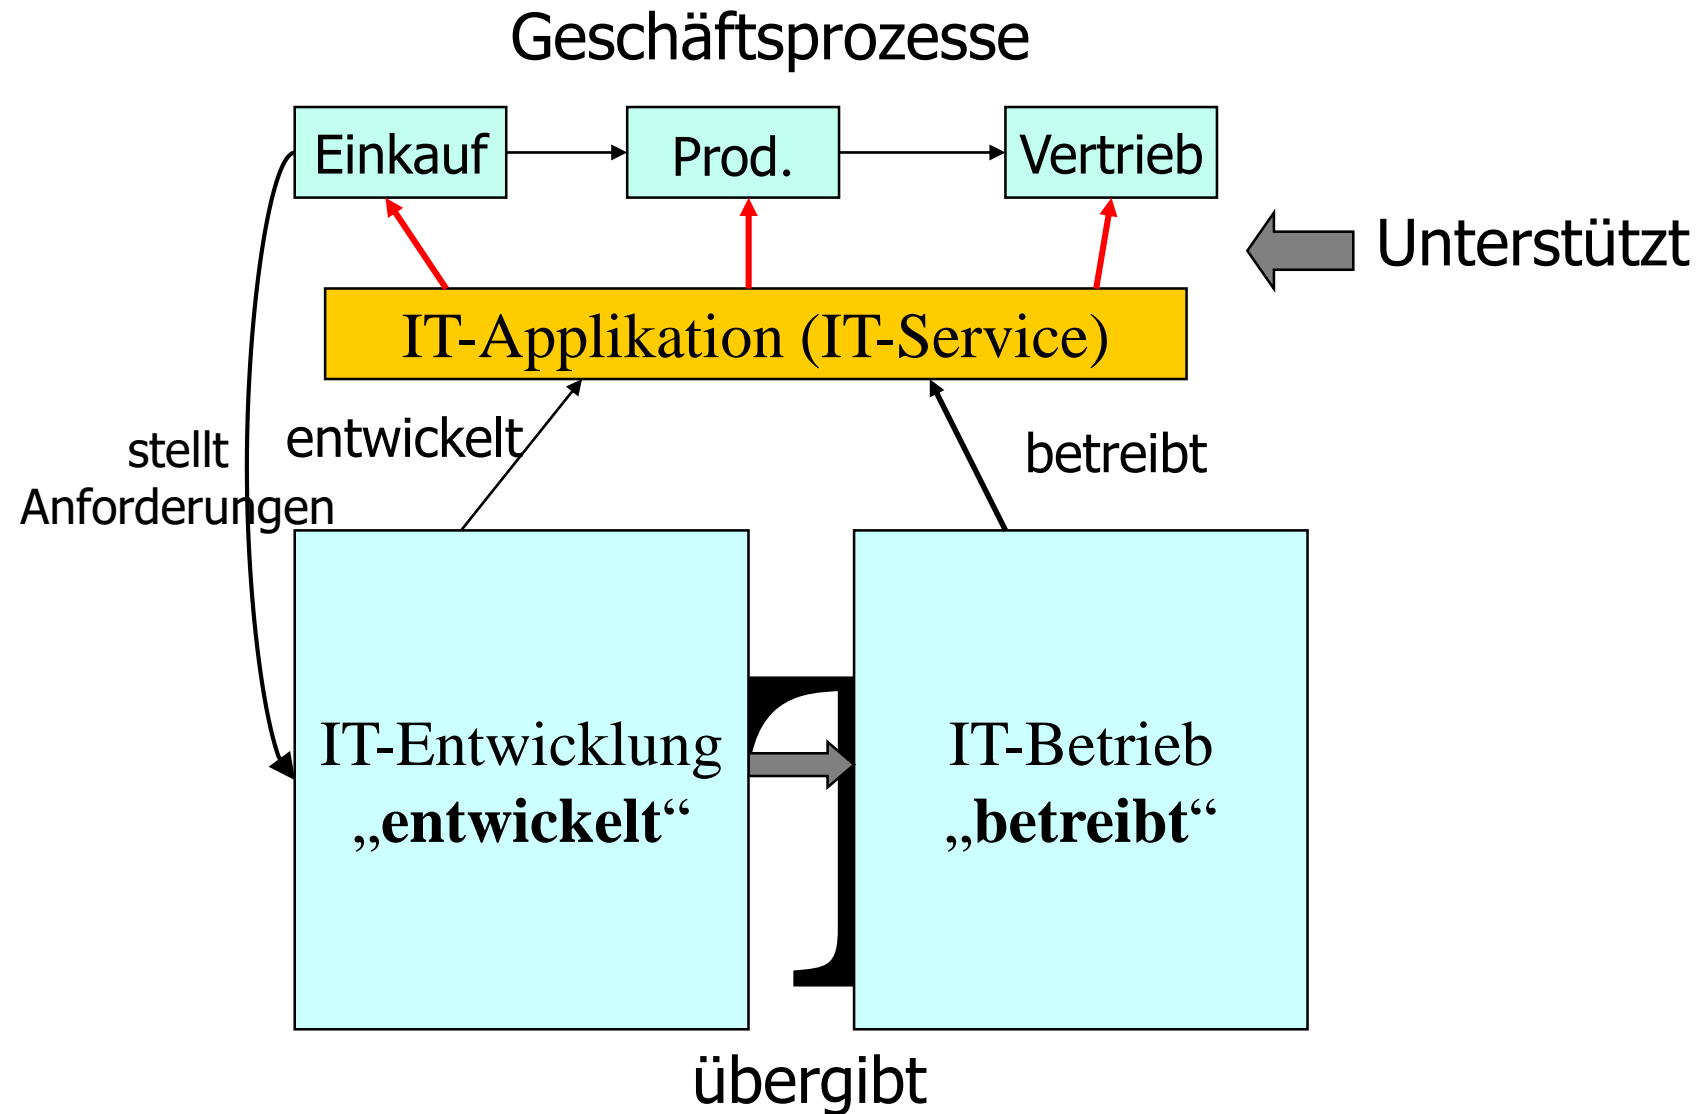 Geschäftsprozesse
Einkauf
Prod.
Vertrieb
Unterstützt
IT-Applikation (IT-Service)
entwickelt
betreibt
stellt
Anforderungen
IT-Entwicklung
„entwickelt“
IT-Betrieb
„betreibt“
übergibt